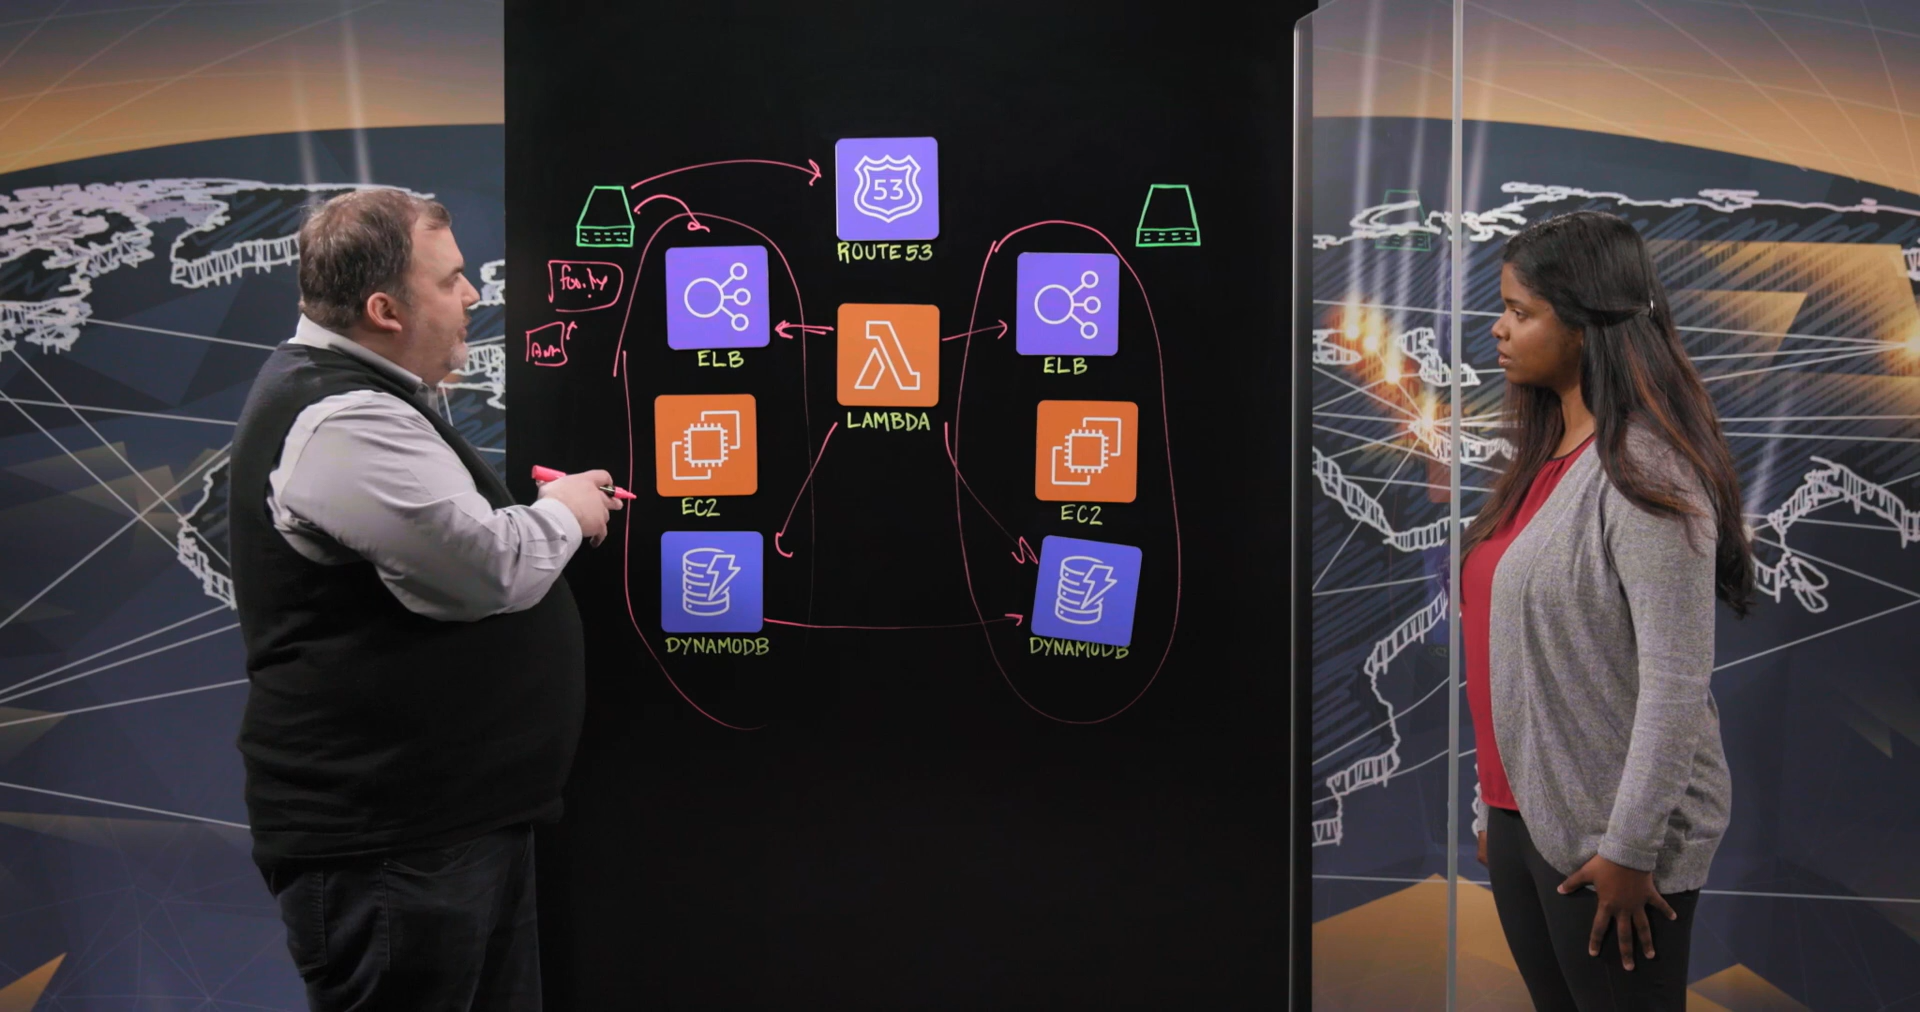 53
ROUTE 53
ELB
ELB
LAMBDA
EC2
EC2
DYNAMODB
DYNAMODB